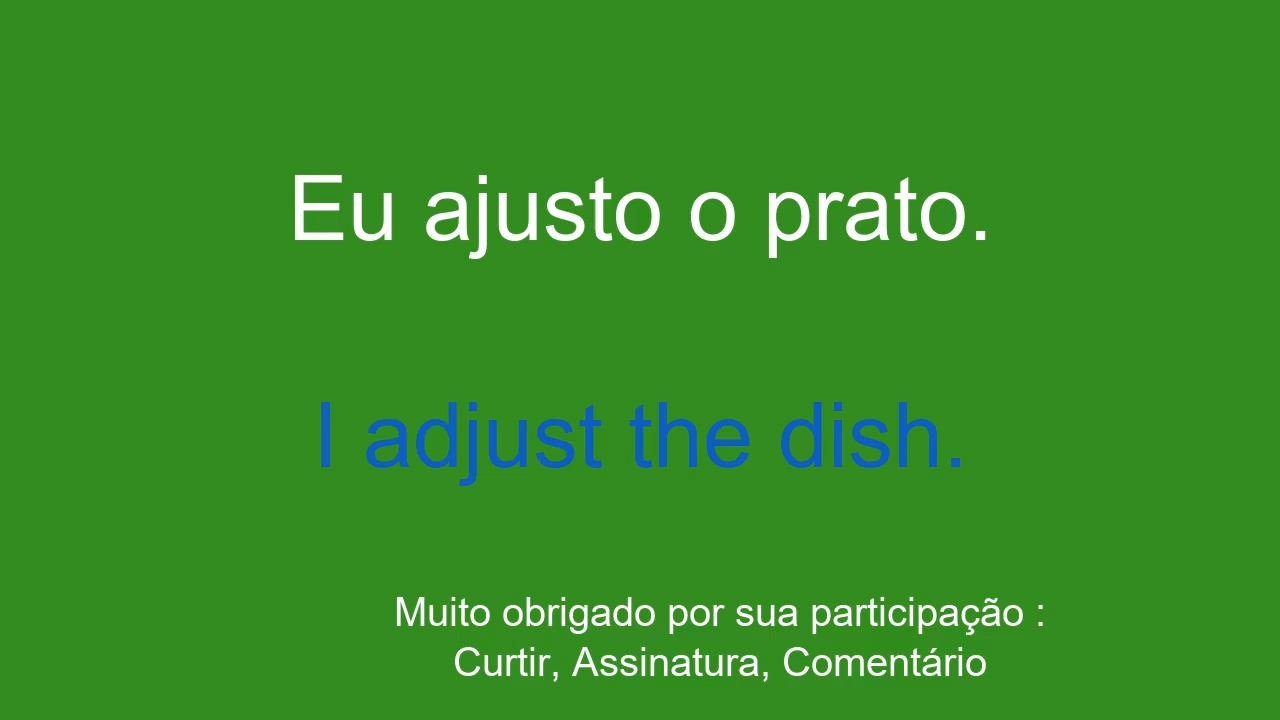 Eu ajusto o prato.
I adjust the dish.
Muito obrigado por sua participação :
Curtir, Assinatura, Comentário